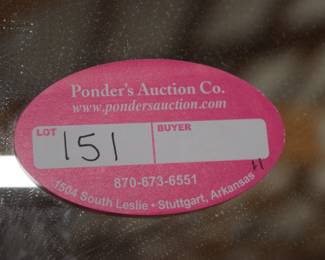 Ponder's Auction Co.
www.pondersauction.com
LOT BUYER
151
870-673-6551
1504 South Leslie • Stuttgart, Arkansas